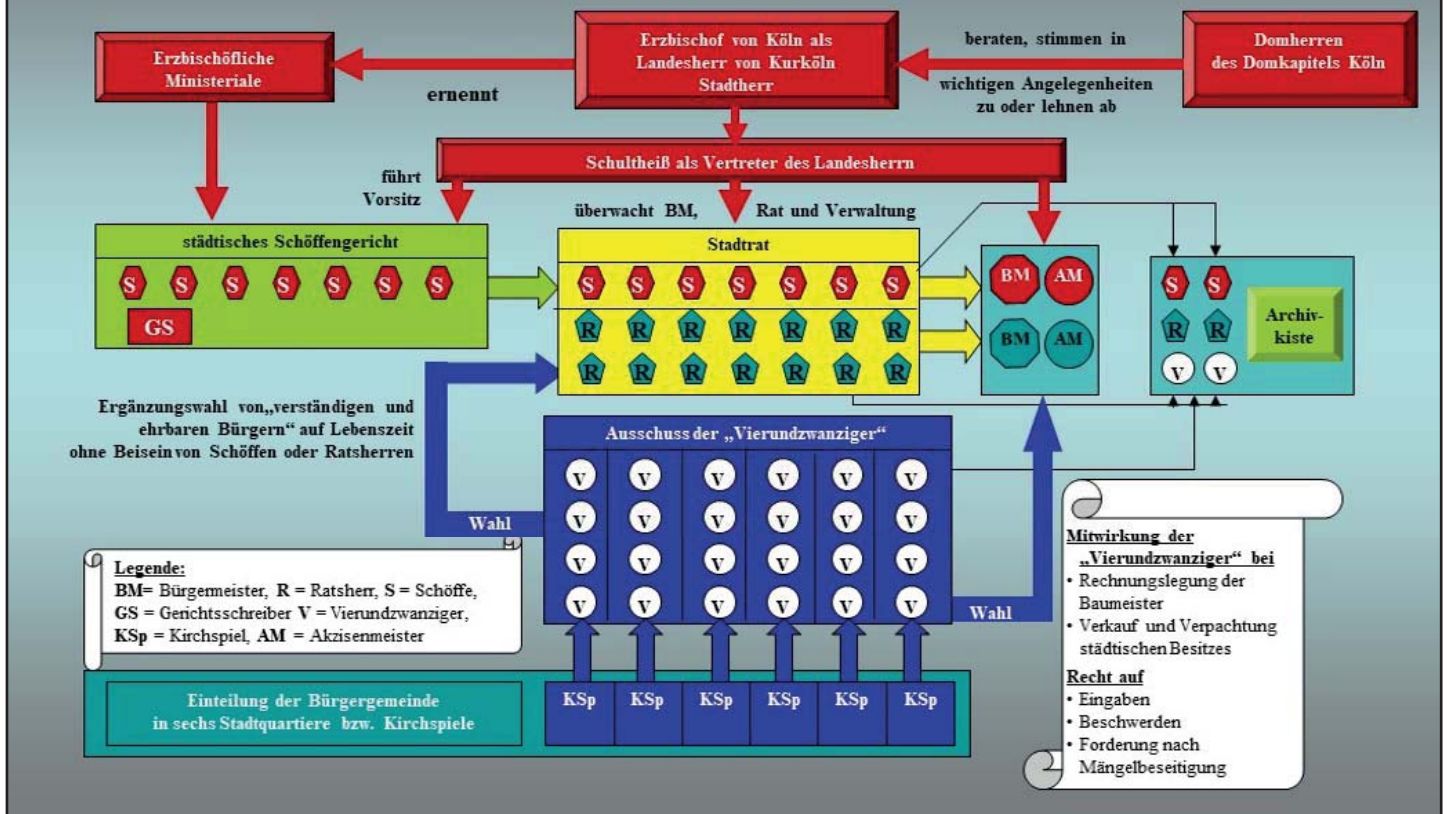 Erzbischöfliche
Ministeriale
ernennt
Erzbischof von Köln als
Landesherr von Kurköln
Stadtherr
beraten, stimmen in
wichtigen Angelegenheiten
zu oder lehnen ab
Domherren
des Domkapitels Köln
Schultheiß als Vertreter des Landesherrn
führt
Vorsitz
überwacht BM, Rat und Verwaltung
städtisches Schöffengericht
S S S S S S S
GS
Stadtrat
S S S S S S S
R R R R R R R
R R R R R R R
BM AM
BM AM
S S
R R
V V
Archiv-
kiste
Ergänzungswahl von„verständigen und
ehrbaren Bürgern“ auf Lebenszeit
ohne Beisein von Schöffen oder Ratsherren
Wahl
Ausschuss der „Vierundzwanziger“
V V V V V V
V V V V V V
V V V V V V
V V V V V V
Wahl
Legende:
BM= Bürgermeister, R = Ratsherr, S = Schöffe,
GS = Gerichtsschreiber V = Vierundzwanziger,
KSp = Kirchspiel, AM = Akzisenmeister
Einteilung der Bürgergemeinde
in sechs Stadtquartiere bzw. Kirchspiele
KSp KSp KSp KSp KSp KSp
Mitwirkung der
„Vierundzwanziger“ bei
• Rechnungslegung der
Baumeister
• Verkauf und Verpachtung
städtischen Besitzes
Recht auf
• Eingaben
• Beschwerden
• Forderung nach
Mängelbeseitigung